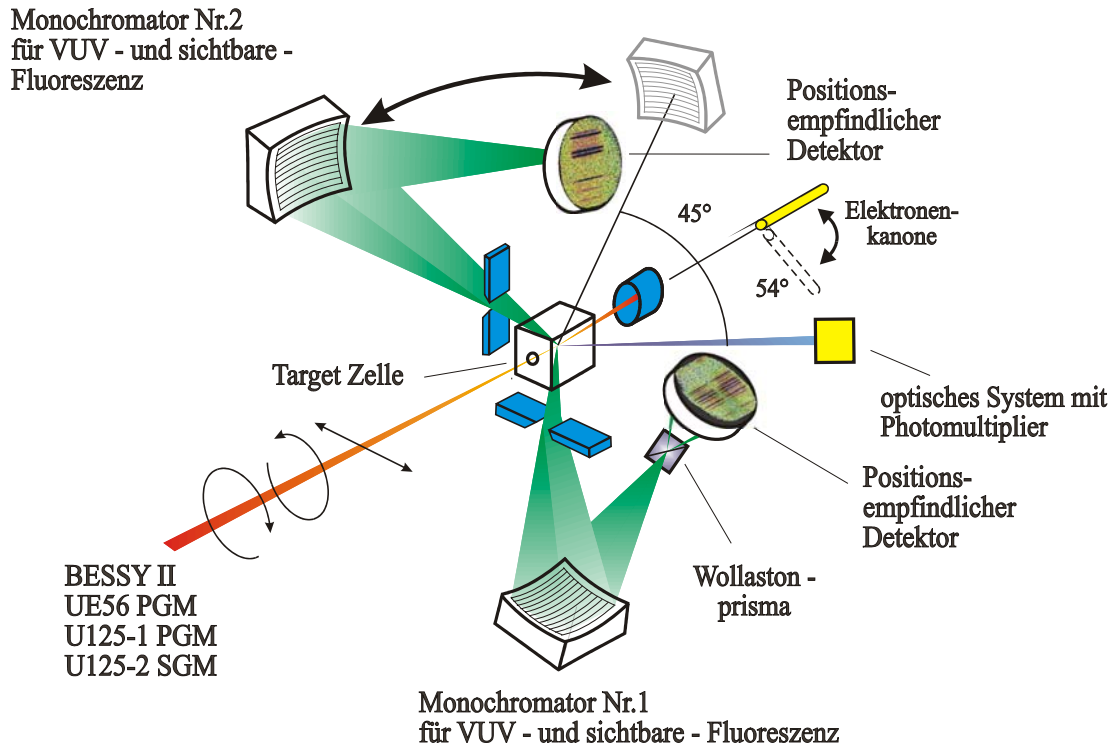 Monochromator Nr.2
für VUV - und sichtbare -
Fluoreszenz
Positions-
empfindlicher
Detektor
45°
Elektronen-
kanone
54°
Target Zelle
optisches System mit
Photomultiplier
Positions-
empfindlicher
Detektor
Wollaston -
prisma
BESSY II
UE56 PGM
U125-1 PGM
U125-2 SGM
Monochromator Nr.1
für VUV - und sichtbare - Fluoreszenz